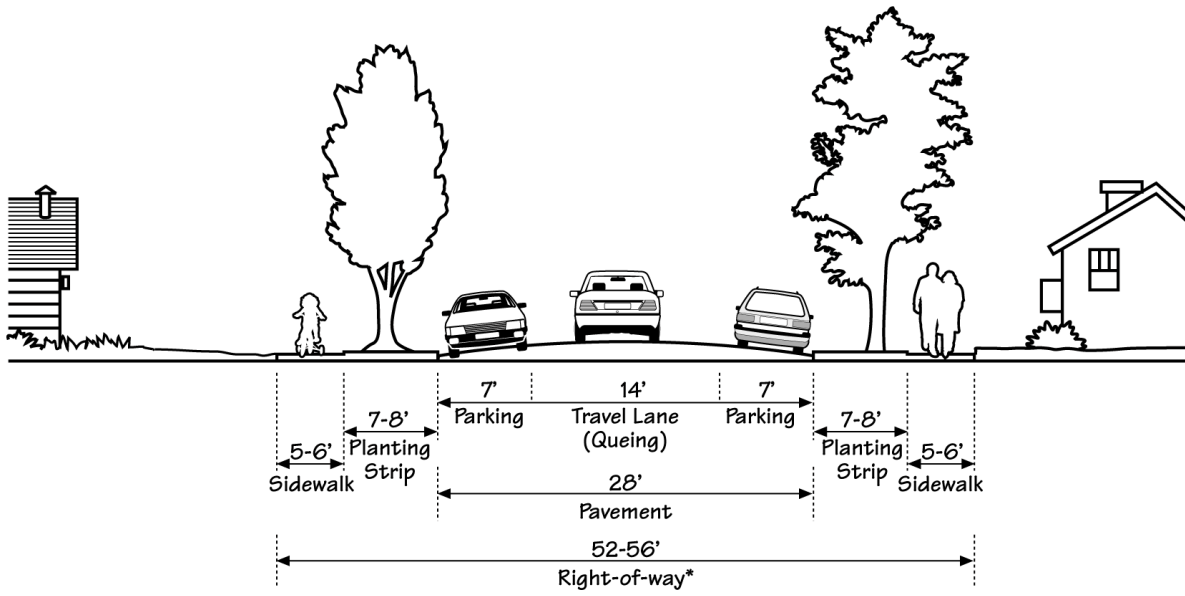 7’ 14’ 7’
Parking Travel Lane Parking
(Queing)
7-8’ 7-8’
Planting Planting
Strip Strip
5-6’ 5-6’
Sidewalk Sidewalk
28’
Pavement
52-56’
Right-of-way*